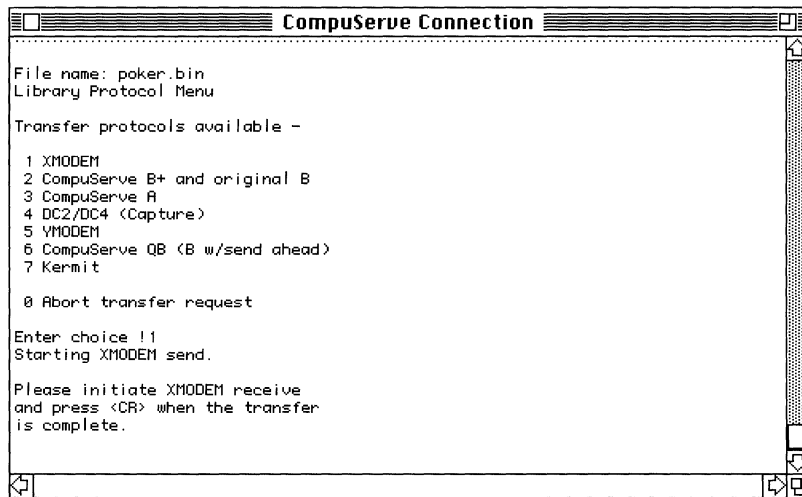 CompuServe Connection
File name: poker.bin
Library Protocol Menu
Transfer protocols available -
1 XMODEM
2 CompuServe B+ and original B
3 CompuServe A
4 DC2/DC4 (Capture)
5 YMODEM
6 CompuServe QB (B w/send ahead)
7 Kermit
0 Abort transfer request
Enter choice !1
Starting XMODEM send.
Please initiate XMODEM receive
and press <CR> when the transfer
is complete.